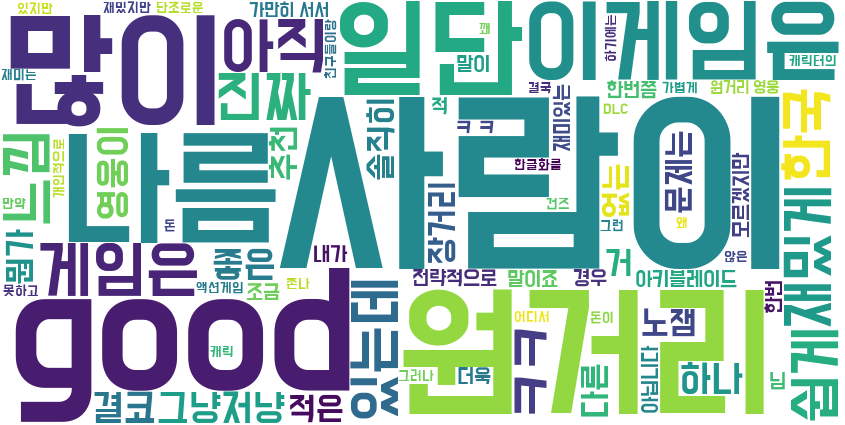 있지만
재밌지만
단조로운
가만히 서서
많이
아직
일단
이게임은
재미는
친구들이랑
꽤
말이
하기에는
캐릭터의
진짜
결국
한번쯤
가볍게
원거리 영웅
느낌
나름
사람이
추천
솔직히
적
ㅋㅋ
재미있는
DLC
한국
개인적으로
영웅이
한글화를
문제는
없는
모르겠지만
만약
돈
장거리
건즈
그런
왜
쉽게
재밌게
뭔가
게임은
좋은
내가
거
않은
못하고
액션게임
조금
존나
전략적으로
말이죠
경우
아키블레이드
한번
good
있는데
원거리
어디서
돈이
노잼
캐릭
ㅋㅋ
그러나
더욱
다른
아닙니다
하나
님
결코
그냥저냥
적은